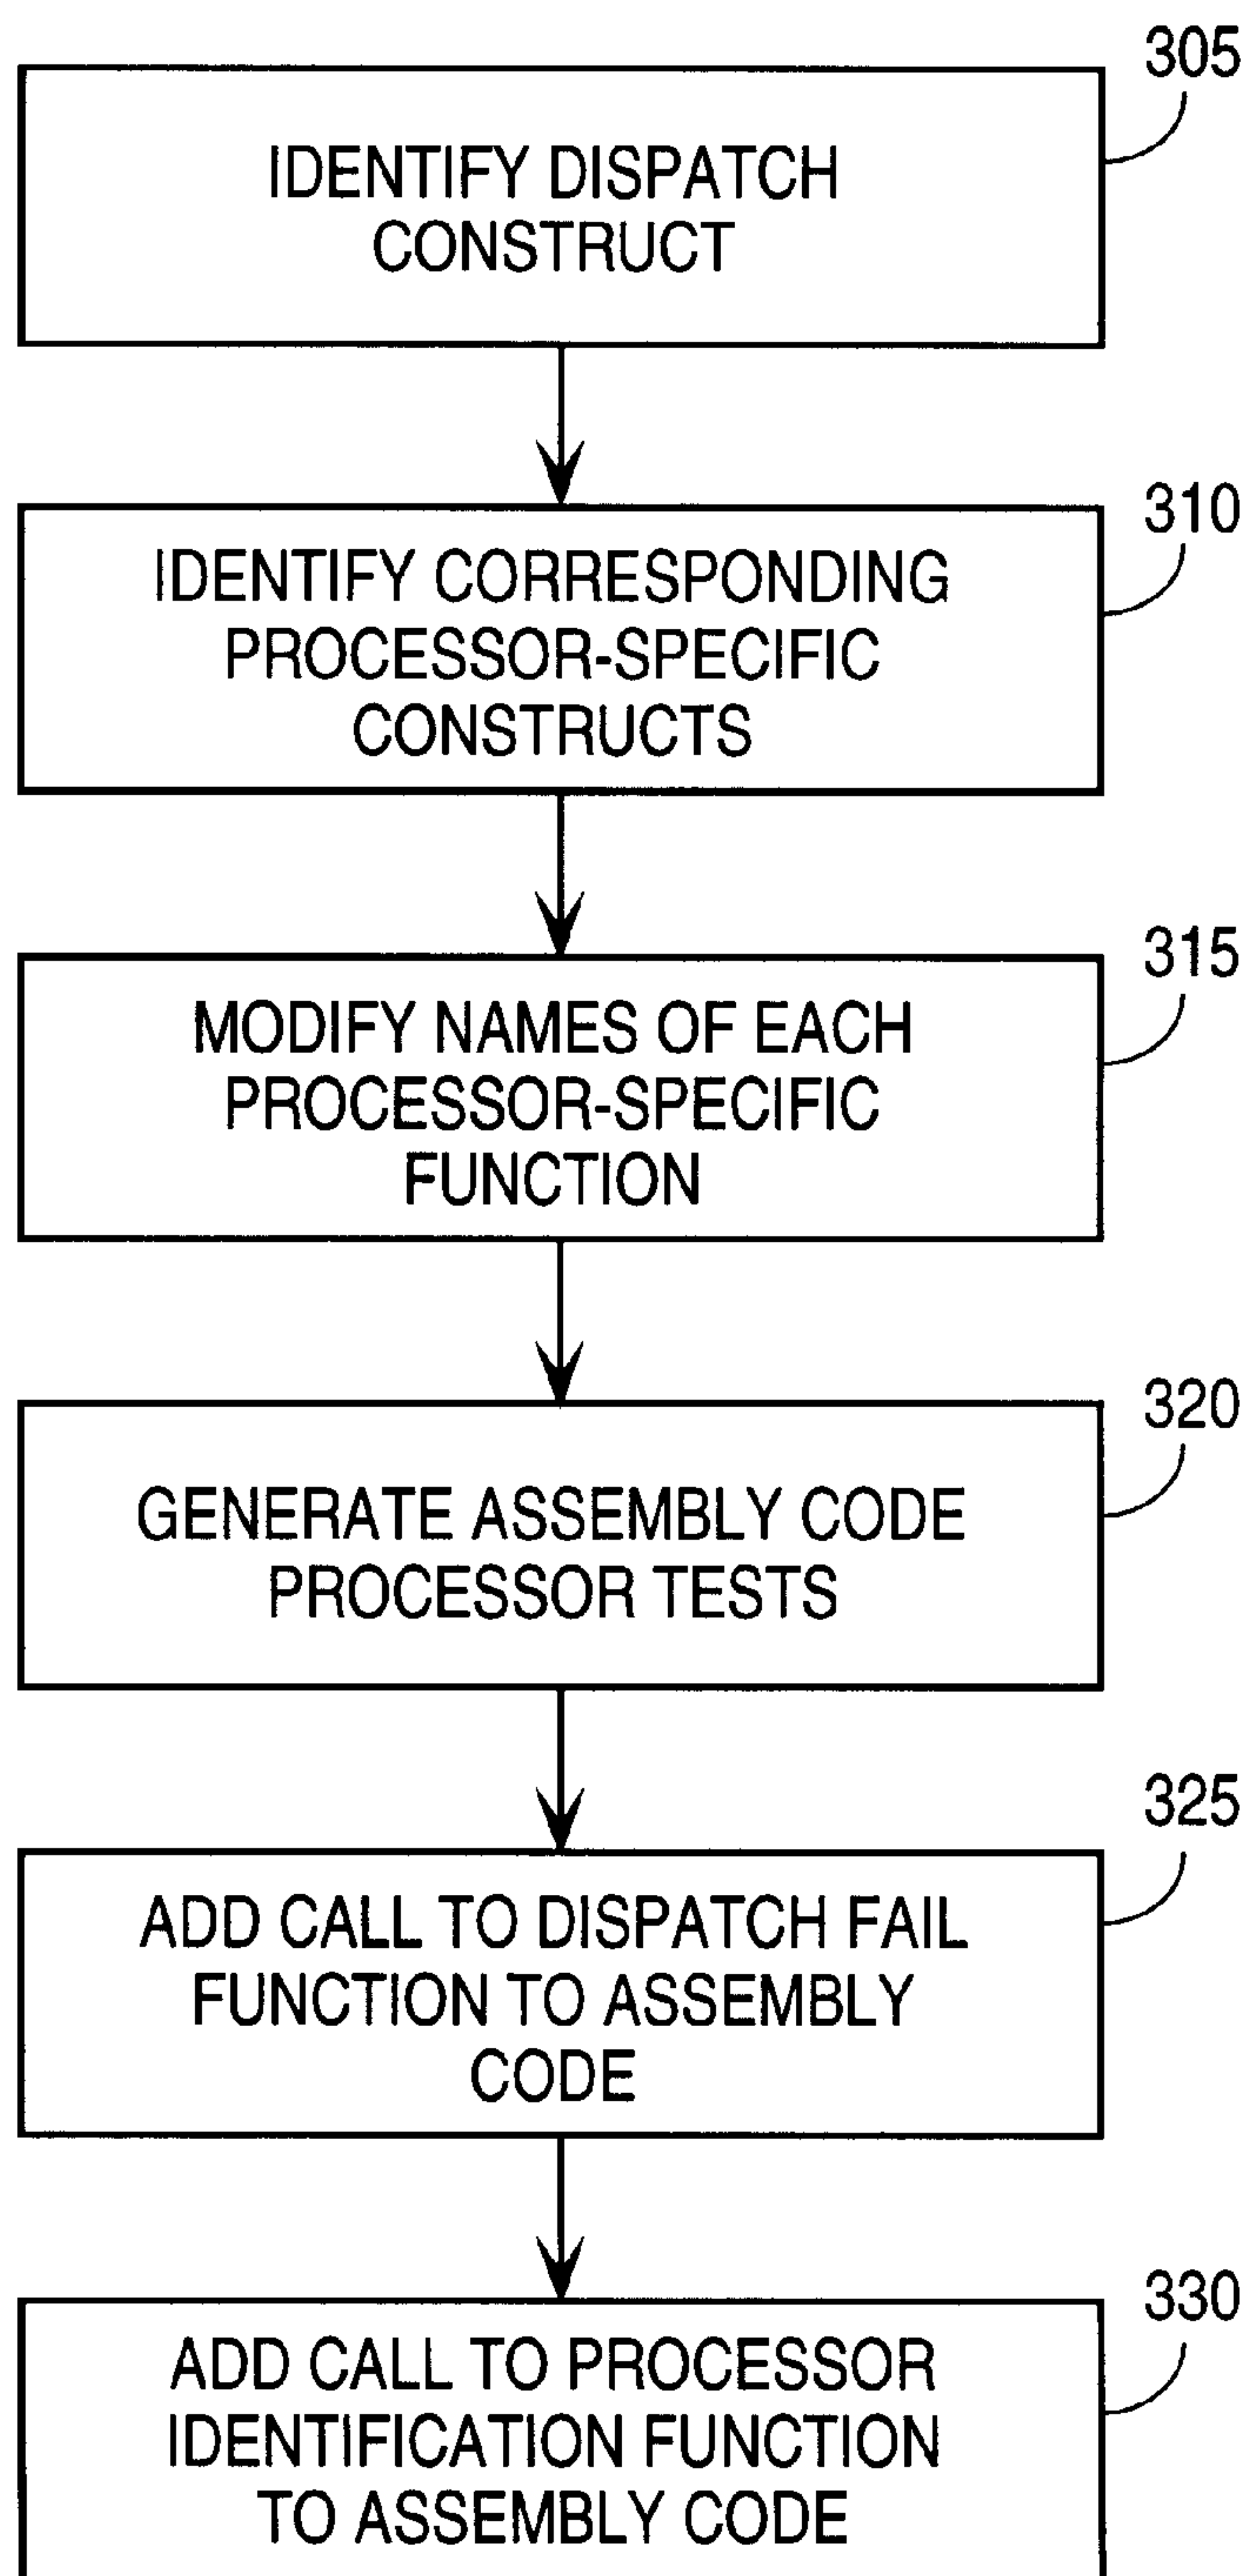 305
IDENTIFY DISPATCH
CONSTRUCT
310
IDENTIFY CORRESPONDING
PROCESSOR-SPECIFIC
CONSTRUCTS
315
MODIFY NAMES OF EACH
PROCESSOR-SPECIFIC
FUNCTION
320
GENERATE ASSEMBLY CODE
PROCESSOR TESTS
325
ADD CALL TO DISPATCH FAIL
FUNCTION TO ASSEMBLY
CODE
330
ADD CALL TO PROCESSOR
IDENTIFICATION FUNCTION
TO ASSEMBLY CODE